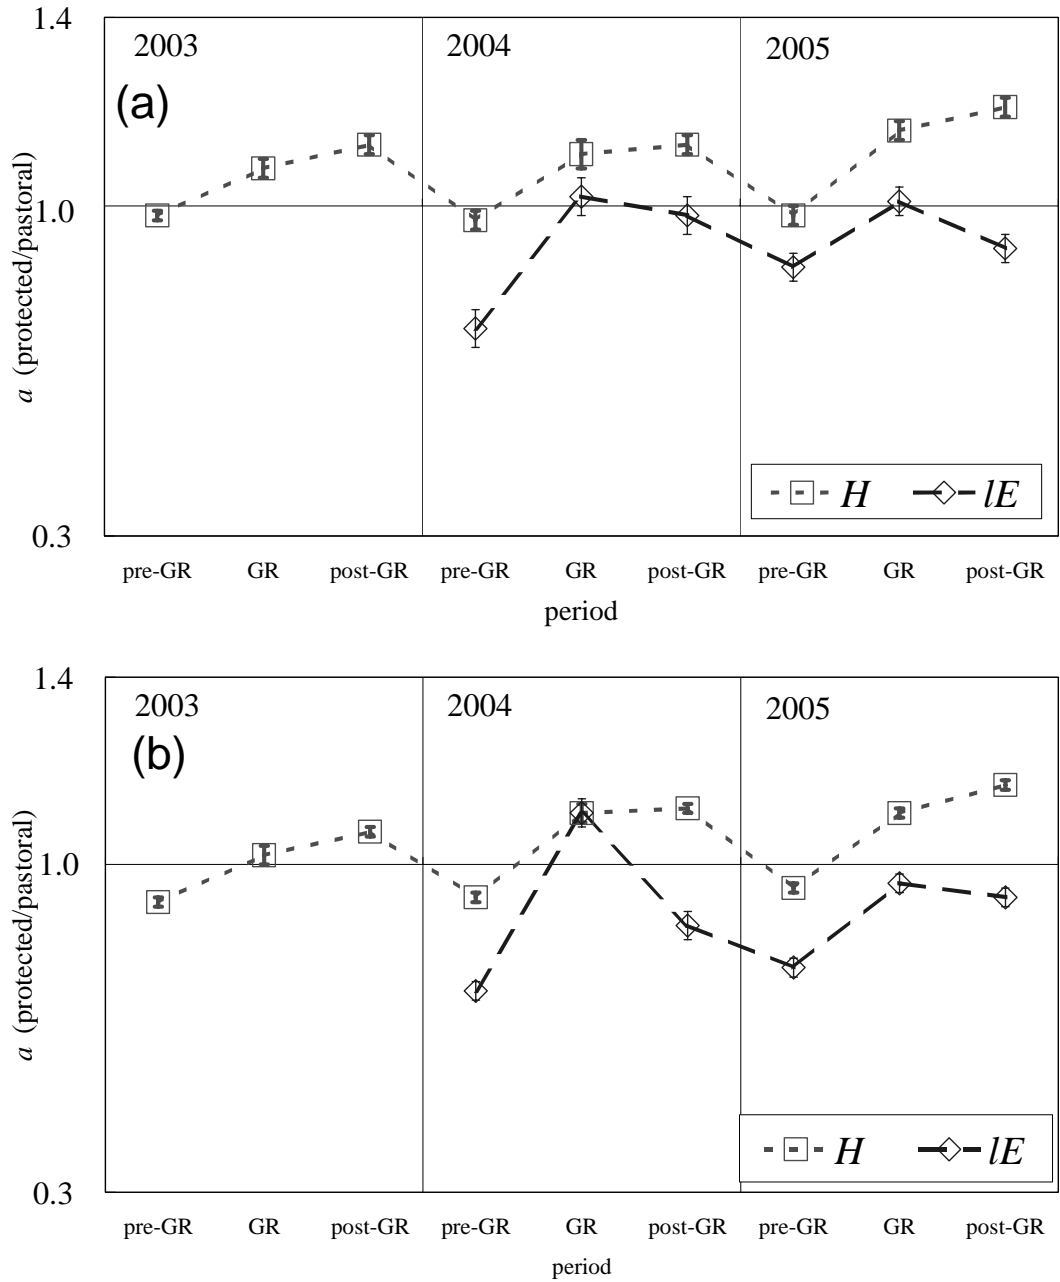 1.4
2003 2004 2005
(a)
1.0
a (protected/pastoral)
H lE
0.3
pre-GR GR post-GR pre-GR GR post-GR pre-GR GR post-GR
period
1.4
2003 2004 2005
(b)
1.0
a (protected/pastoral)
H lE
0.3
pre-GR GR post-GR pre-GR GR post-GR pre-GR GR post-GR
period